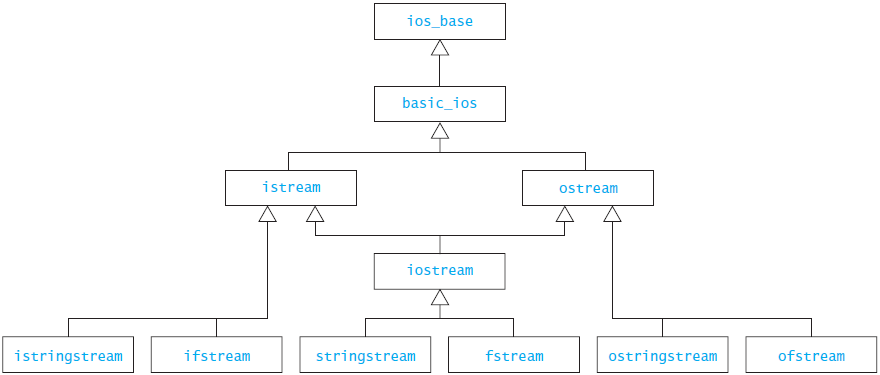 ios_base
basic_ios
istream
ostream
iostream
istringstream
ifstream
stringstream
fstream
ostringstream
ofstream